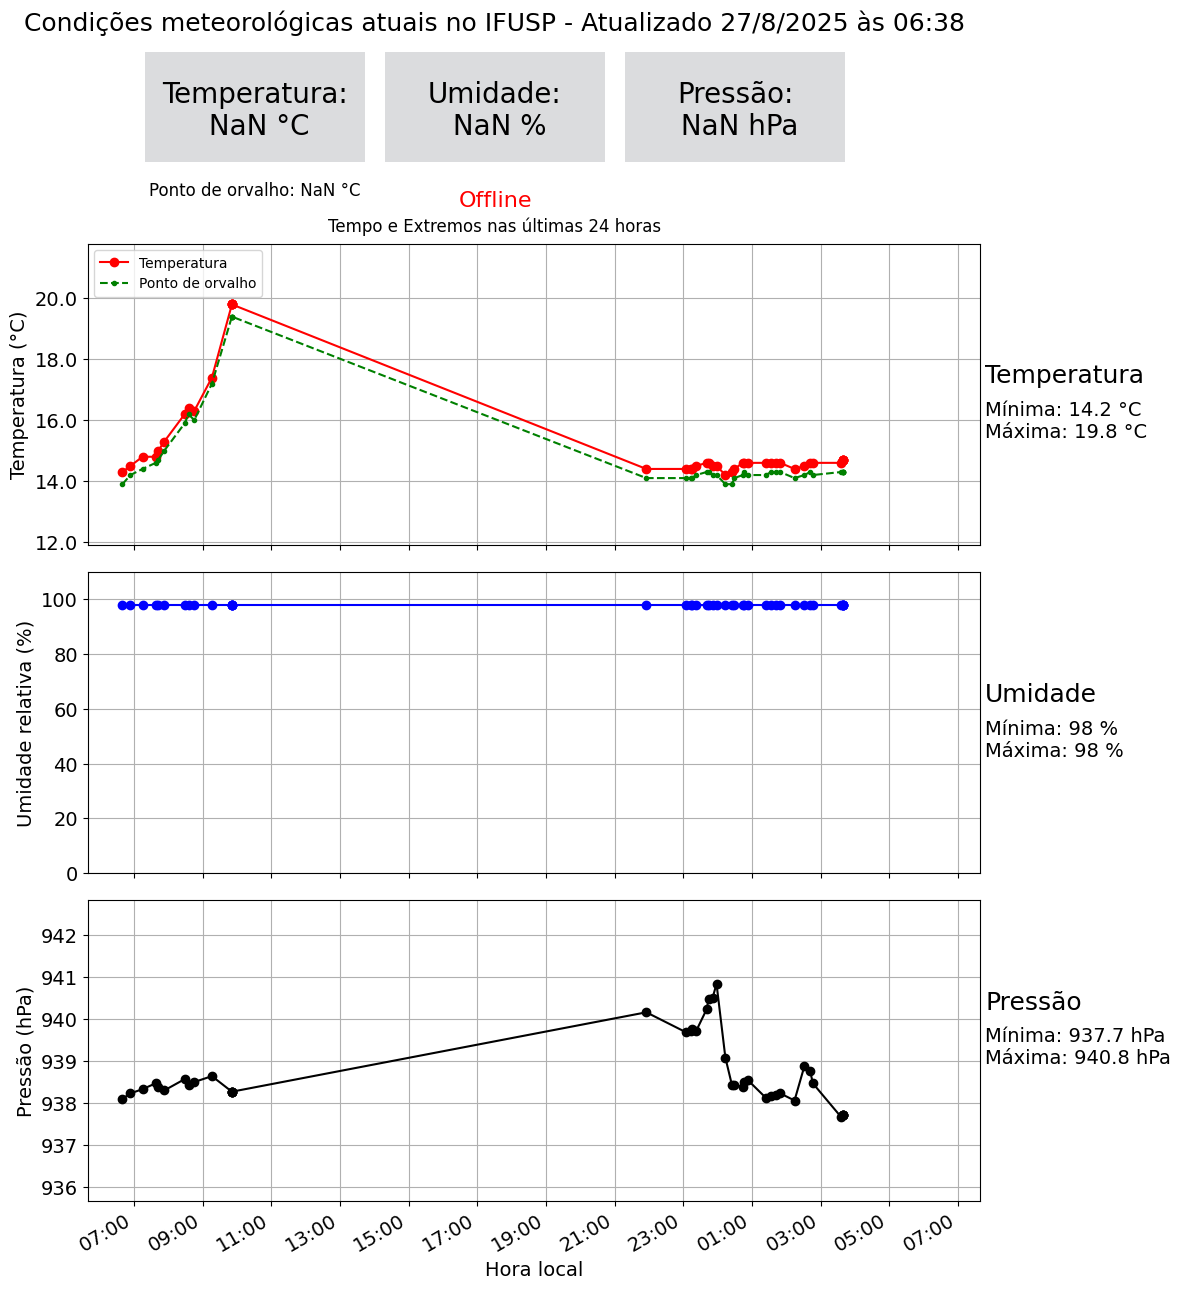 Condições meteorológicas atuais no IFUSP - Atualizado 27/8/2025 às 06:38
Temperatura:
NaN °C
Umidade:
NaN %
Pressão:
NaN hPa
Ponto de orvalho: NaN °C
Offline
Tempo e Extremos nas últimas 24 horas
Temperatura
Ponto de orvalho
Temperatura (°C)
20.0
18.0
16.0
14.0
12.0
Temperatura
Mínima: 14.2 °C
Máxima: 19.8 °C
Umidade relativa (%)
100
80
60
40
20
0
Umidade
Mínima: 98 %
Máxima: 98 %
Pressão (hPa)
942
941
940
939
938
937
936
Pressão
Mínima: 937.7 hPa
Máxima: 940.8 hPa
07:00 09:00 11:00 13:00 15:00 17:00 19:00 21:00 23:00 01:00 03:00 05:00 07:00
Hora local